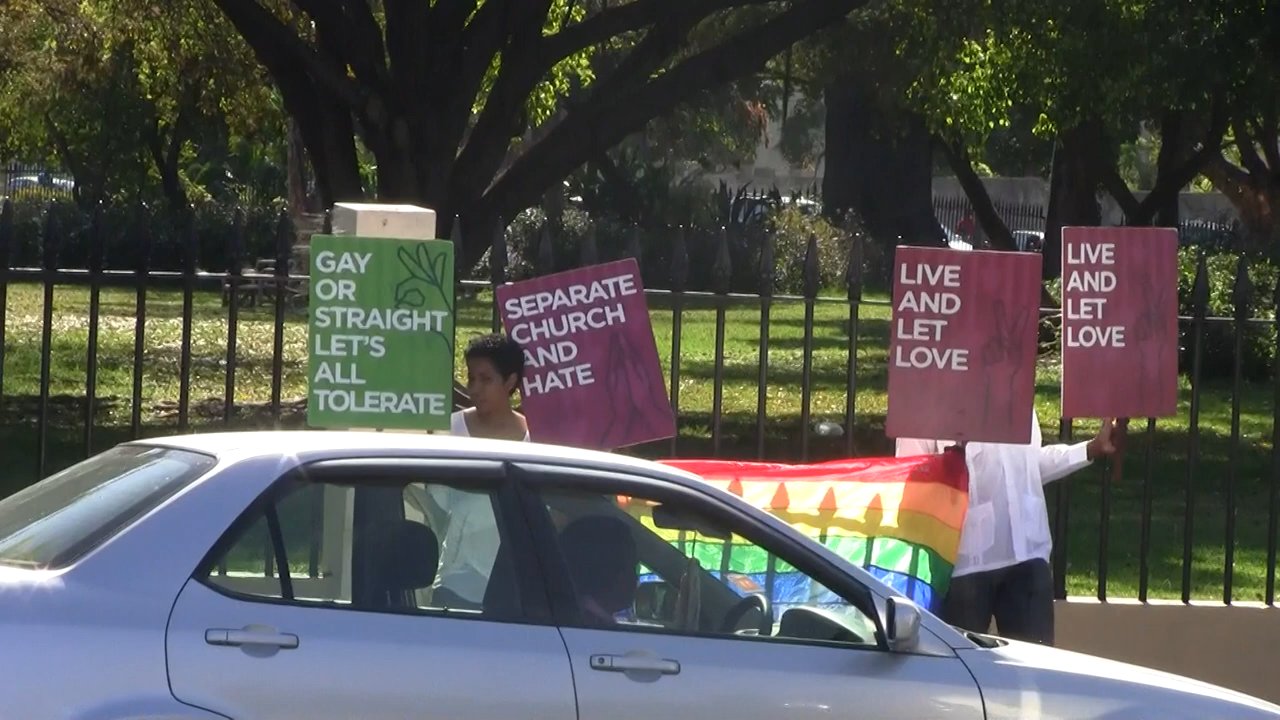 GAY
OR
STRAIGHT
LET'S
ALL
TOLERATE
SEPARATE
CHURCH
AND
HATE
LIVE
AND
LET
LOVE
LIVE
AND
LET
LOVE